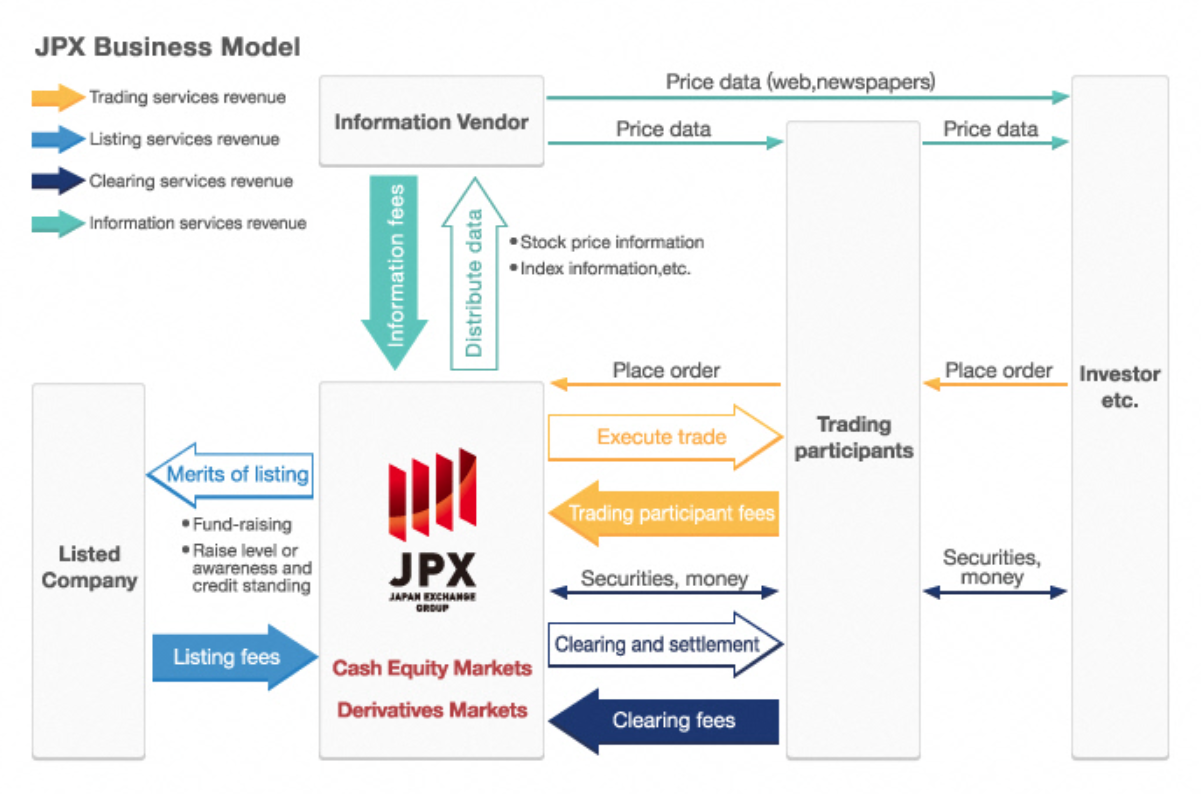 JPX Business Model
Trading services revenue
Listing services revenue
Clearing services revenue
Information services revenue
Information Vendor
Price data (web,newspapers)
Price data
Price data
Information fees
Distribute data
•Stock price information
•Index information,etc.
Place order
Place order
Investor
etc.
Execute trade
Trading
participants
Merits of listing
Trading participant fees
•Fund-raising
•Raise level or
awareness and
credit standing
Listed
Company
JPX
JAPAN EXCHANGE
GROUP
Securities, money
Securities,
money
Clearing and settlement
Listing fees
Cash Equity Markets
Derivatives Markets
Clearing fees